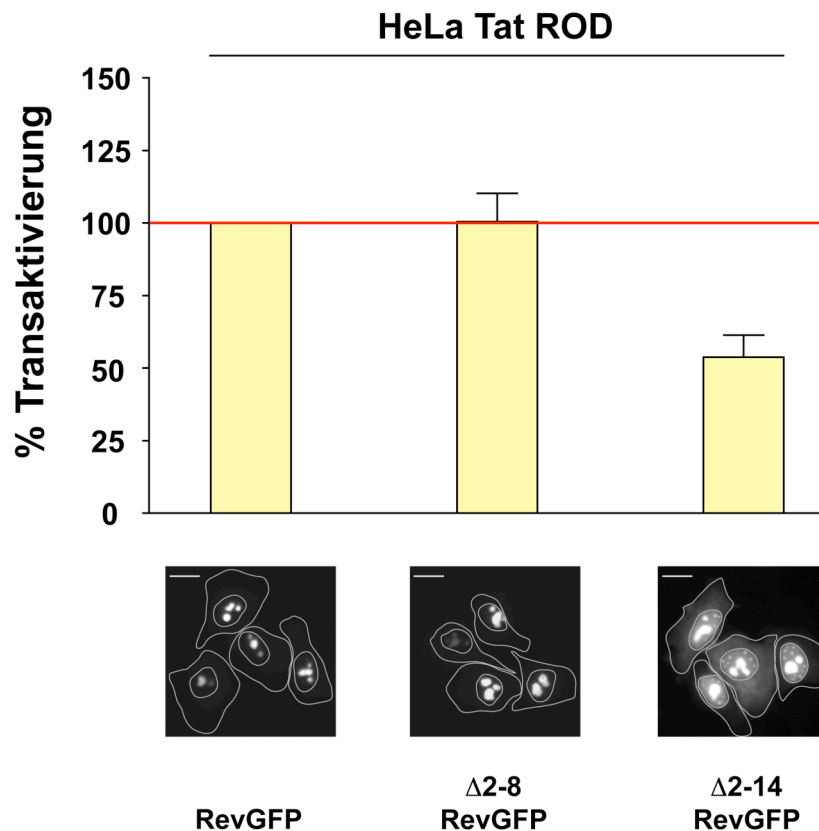 HeLa Tat ROD
% Transaktivierung
150
125
100
75
50
25
0
RevGFP
Δ2-8
RevGFP
Δ2-14
RevGFP